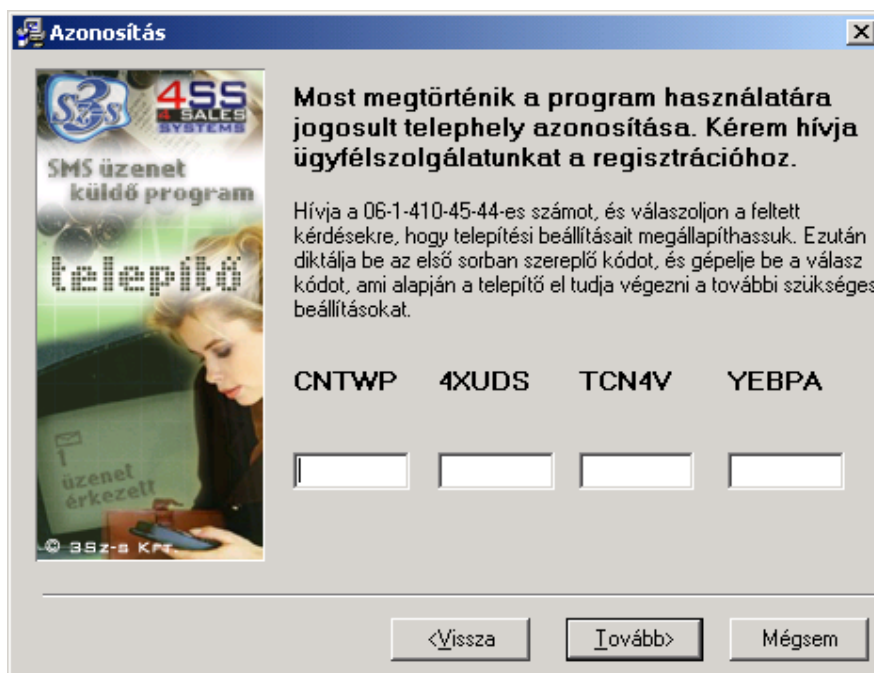 Azonosítás
4SS
4 SALES
SYSTEMS
SMS üzenet
küldő program
telepítő
1
üzenet
érkezett
© 3Sz-s Kft.
Most megtörténik a program használatára
jogosult telephely azonosítása. Kérem hívja
ügyfélszolgálatunkat a regisztrációhoz.
Hívja a 06-1-410-45-44-es számot, és válaszoljon a feltett
kérdésekre, hogy telepítési beállításait megállapíthassuk. Ezután
diktálja be az első sorban szereplő kódot, és gépelje be a válasz
kódot, ami alapján a telepítő el tudja végezni a további szükséges
beállításokat.
CNTWP 4XUDS TCN4V YEBPA
<Vissza Tovább> Mégsem